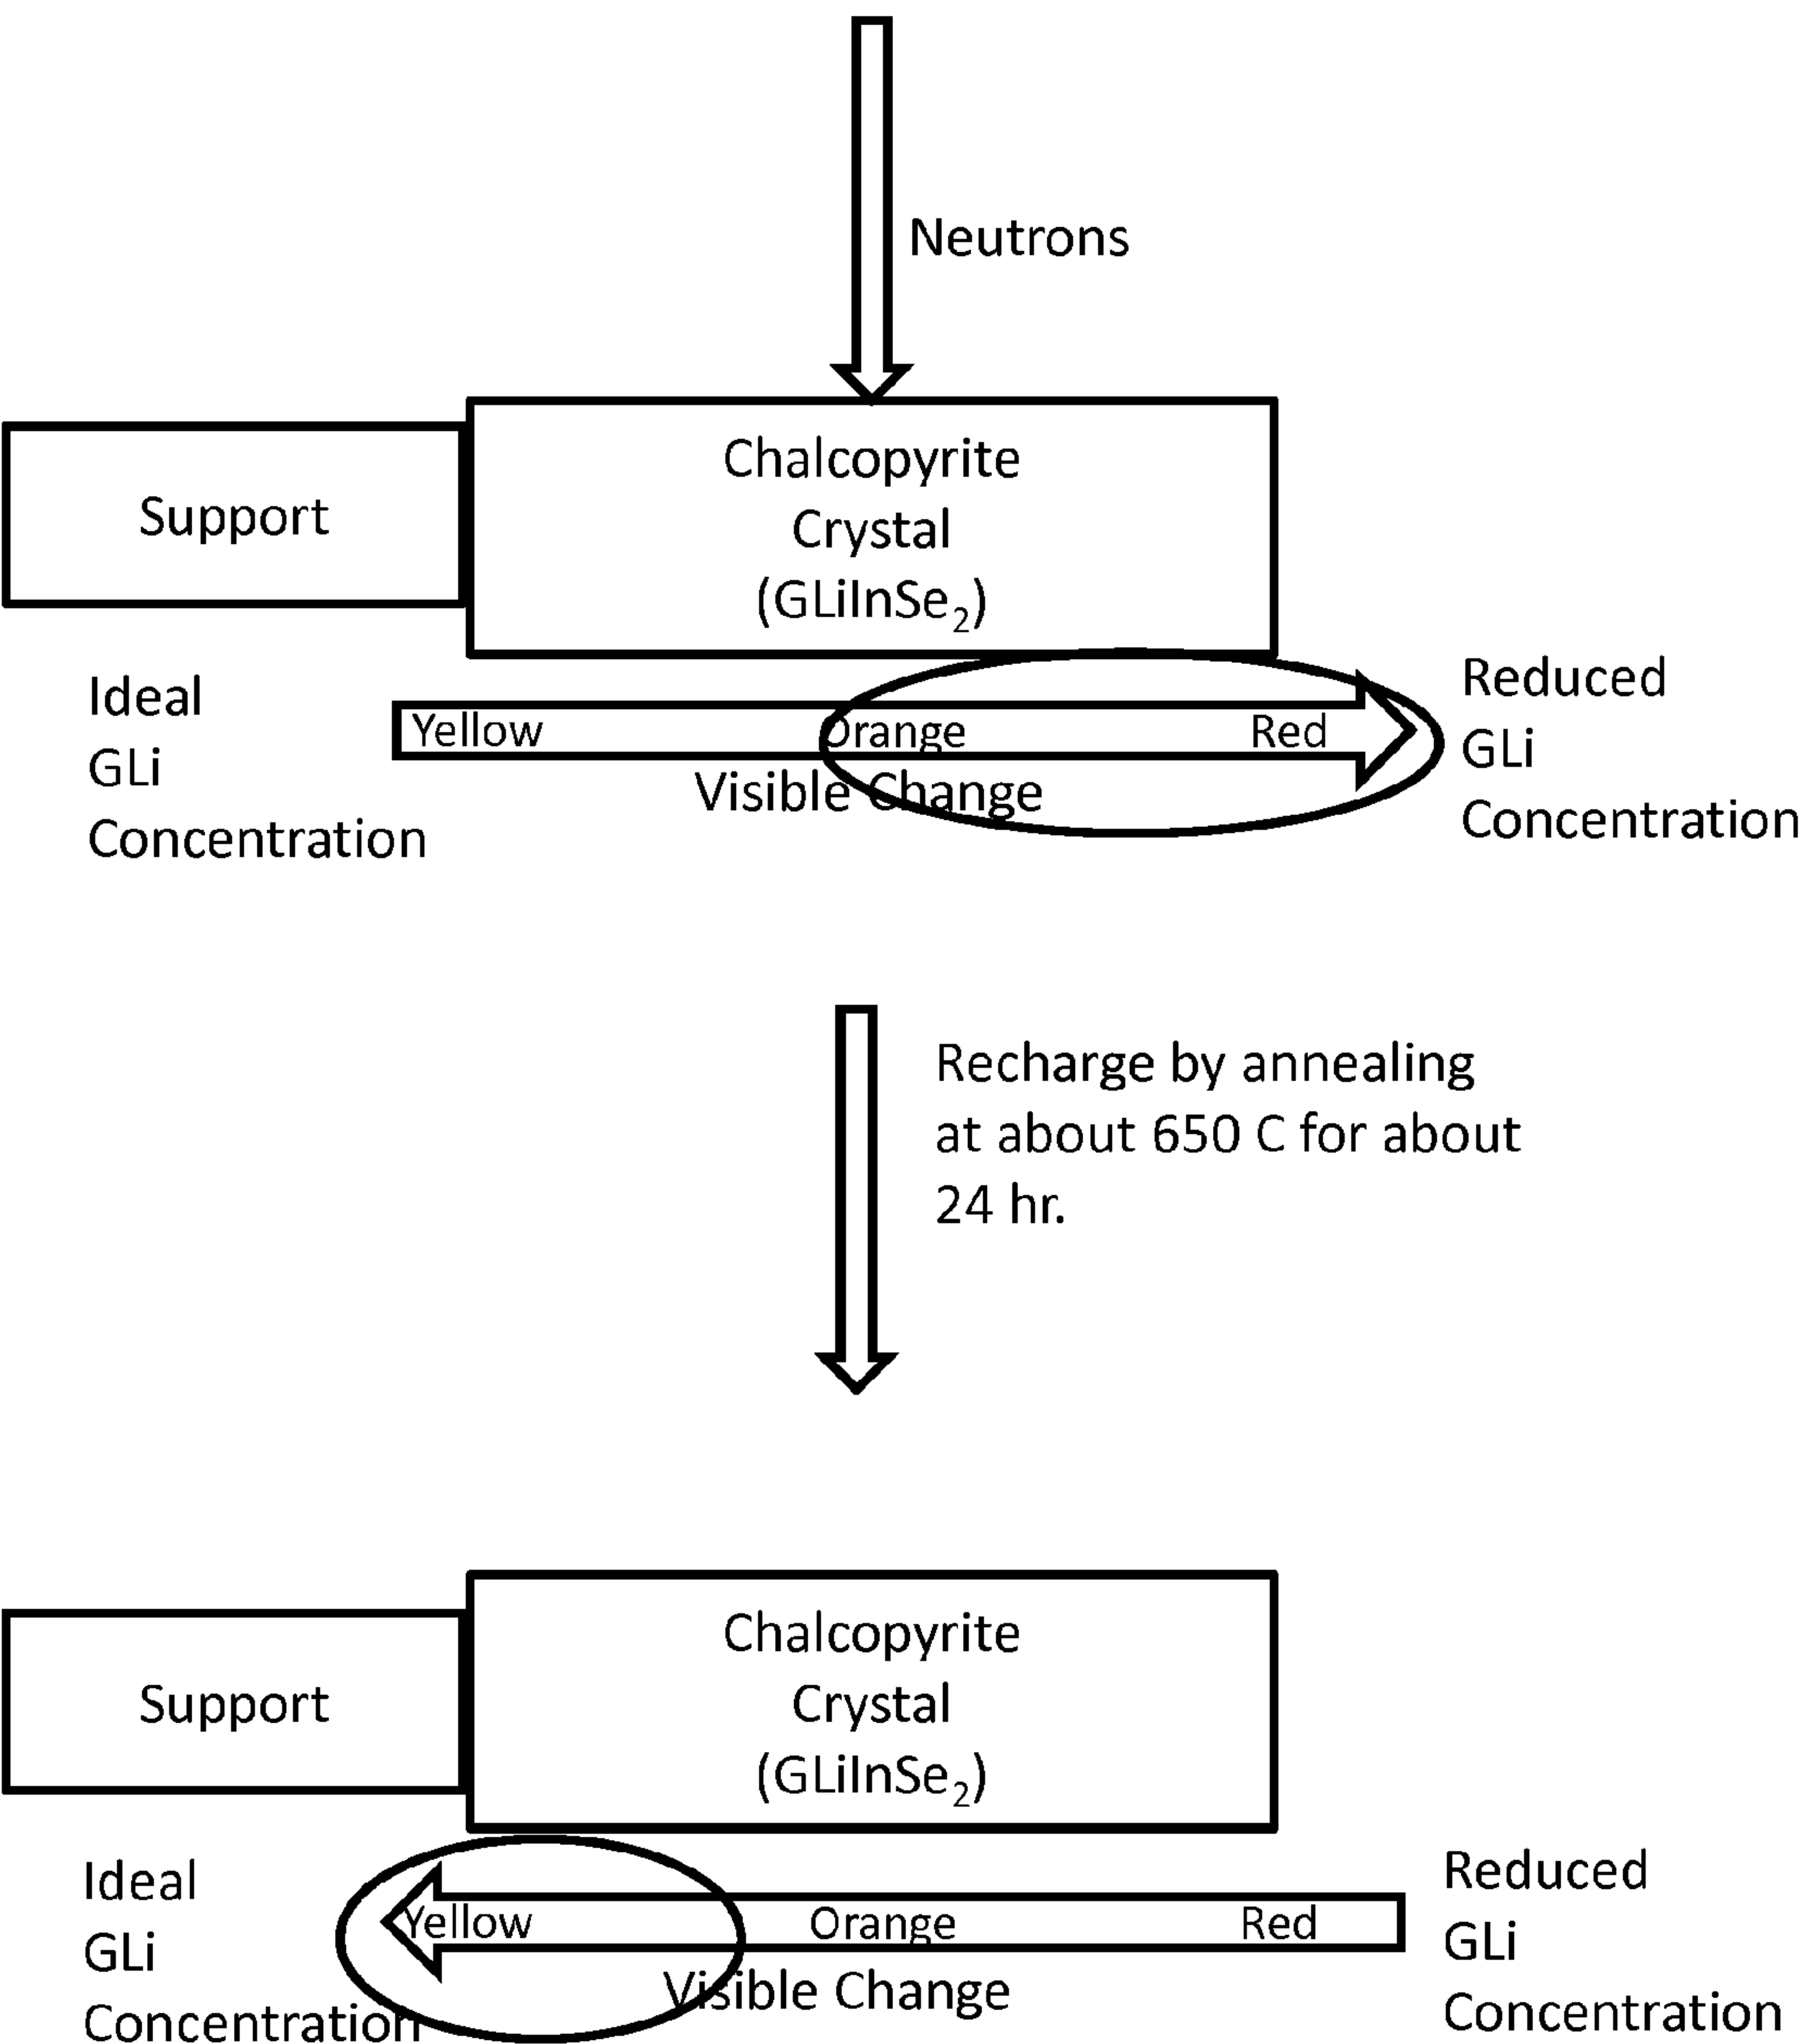 Neutrons
Chalcopyrite
Crystal
(GLiInSe₂)
Support
Ideal
GLi
Concentration
Yellow Orange Red
Visible Change
Reduced
GLi
Concentration
Recharge by annealing
at about 650 C for about
24 hr.
Chalcopyrite
Crystal
(GLiInSe₂)
Support
Ideal
GLi
Concentration
Yellow Orange Red
Visible Change
Reduced
GLi
Concentration